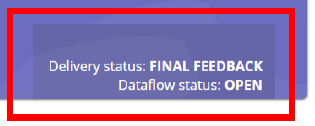 Delivery status: FINAL FEEDBACK
Dataflow status: OPEN